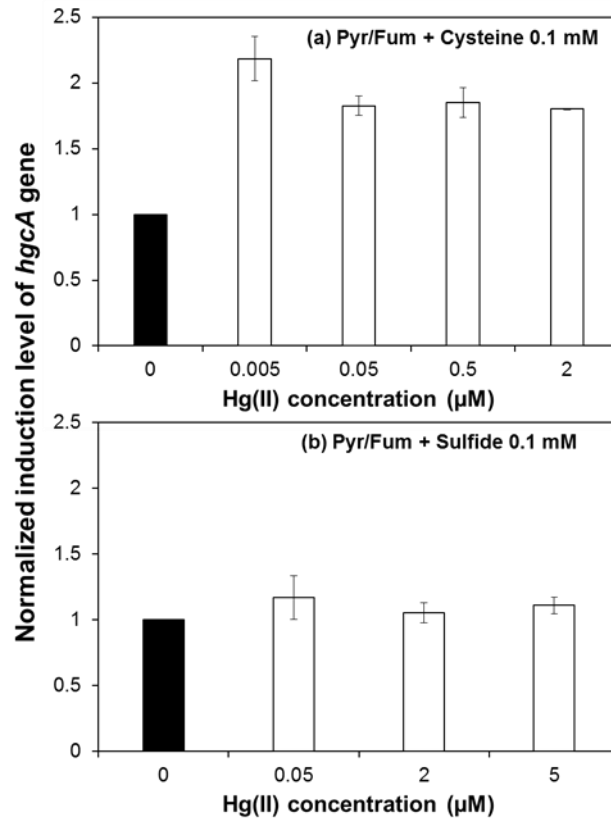 Normalized induction level of hgcA gene
(a) Pyr/Fum + Cysteine 0.1 mM
2.5
2
1.5
1
0.5
0
0 0.005 0.05 0.5 2
Hg(II) concentration (µM)
(b) Pyr/Fum + Sulfide 0.1 mM
2.5
2
1.5
1
0.5
0
0 0.05 2 5
Hg(II) concentration (µM)